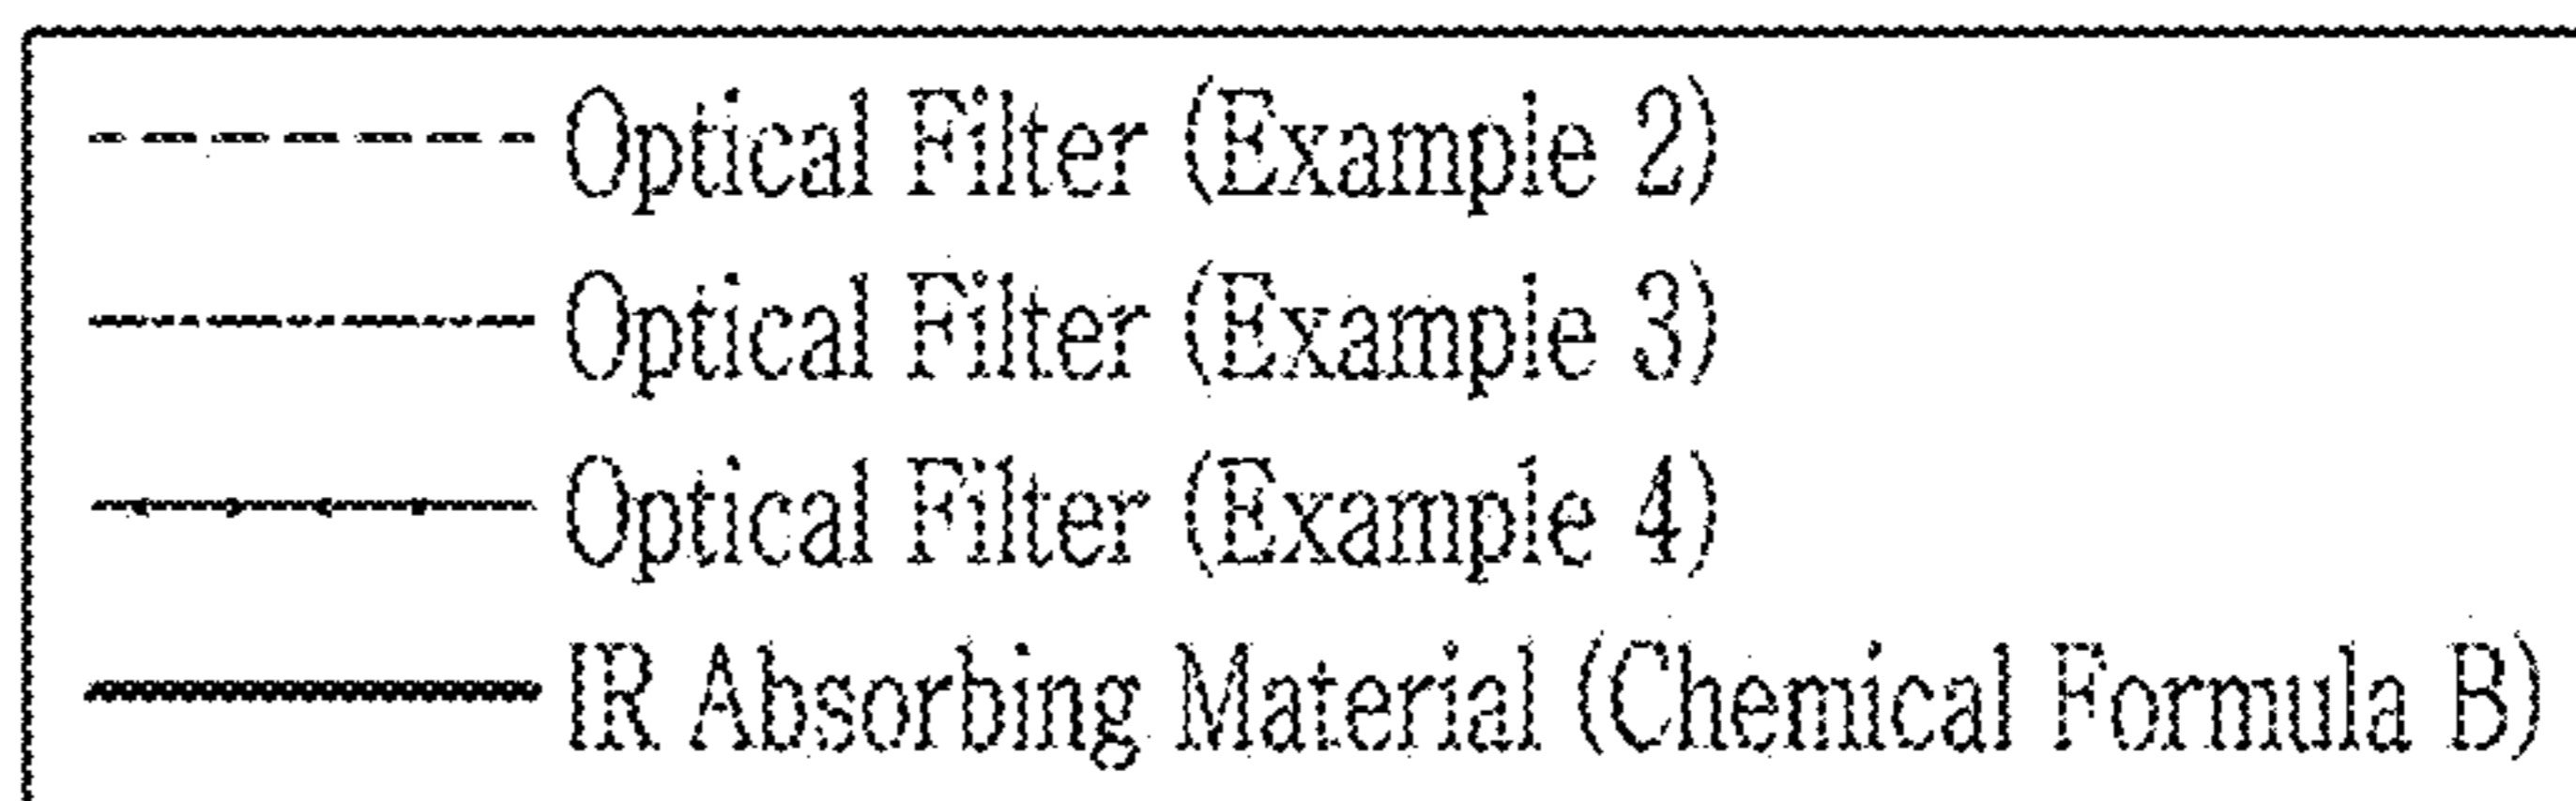 Optical Filter (Example 2)
Optical Filter (Example 3)
Optical Filter (Example 4)
IR Absorbing Material (Chemical Formula B)